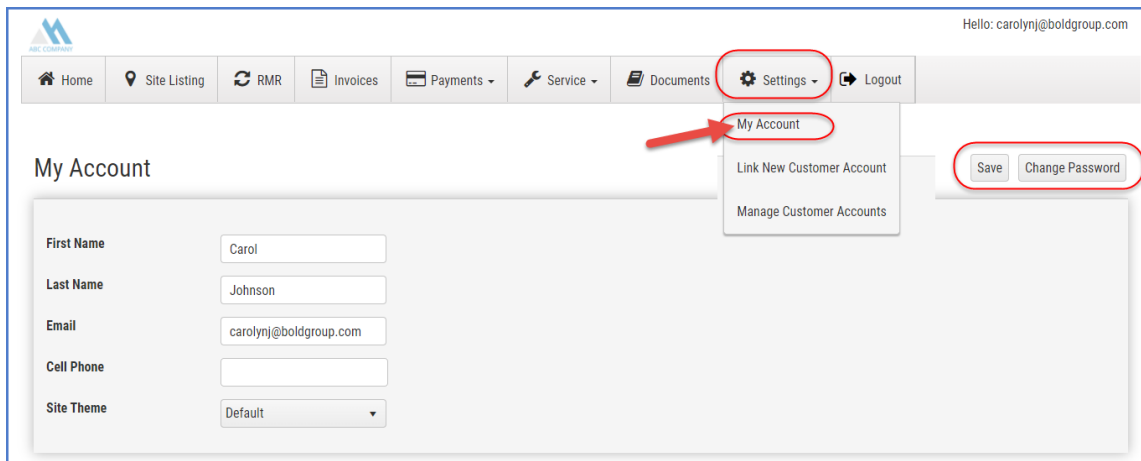 Hello: carolynj@boldgroup.com
ABC COMPANY
Home Site Listing RMR Invoices Payments Service Documents Settings Logout
My Account
Link New Customer Account
Manage Customer Accounts
My Account
Save Change Password
First Name Carol
Last Name Johnson
Email carolynj@boldgroup.com
Cell Phone
Site Theme Default